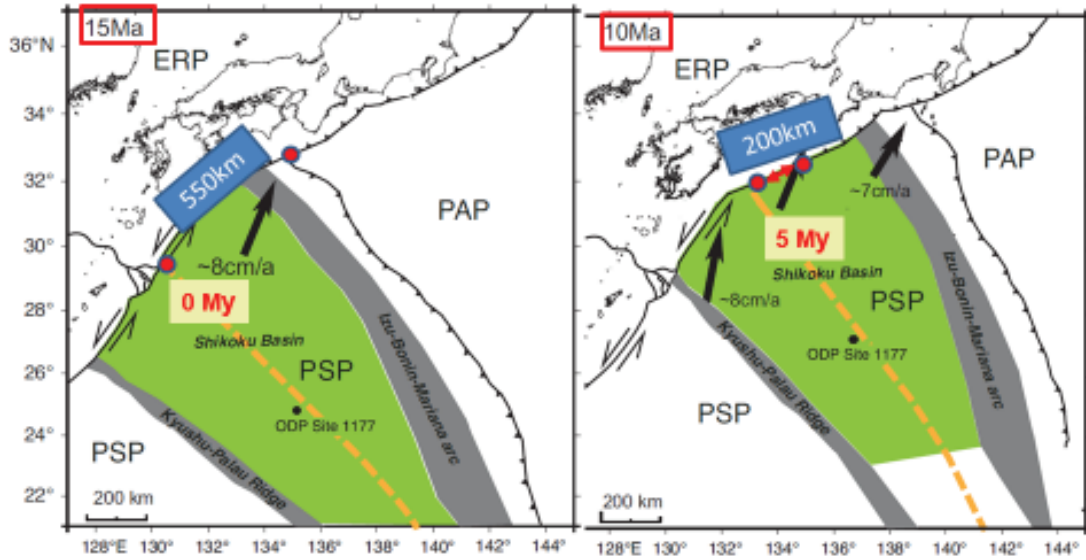 15Ma
36°N
34°
32°
30°
28°
26°
24°
22°
ERP
550km
PAP
~8cm/a
0 My
Shikoku Basin
PSP
Izu-Bonin-Mariana arc
ODP Site 1177
Kyushu-Palau Ridge
PSP
200 km
128°E 130° 132° 134° 136° 138° 140° 142° 144°
10Ma
ERP
200km
PAP
~7cm/a
5 My
Shikoku Basin
~8cm/a
PSP
Izu-Bonin-Mariana arc
ODP Site 1177
Kyushu-Palau Ridge
PSP
200 km
128°E 130° 132° 134° 136° 138° 140° 142° 144°